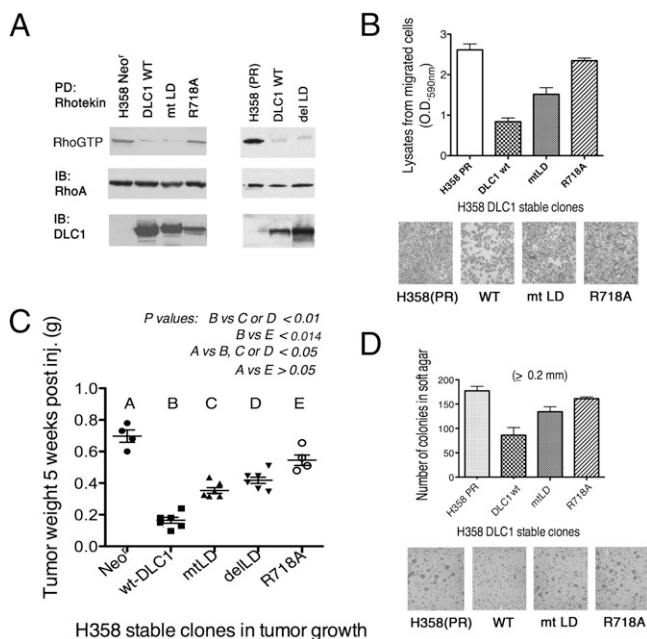 A
PD:
Rhotekin
H358 Neoʳ
DLC1 WT
mt LD
R718A
H358 (PR)
DLC1 WT
del LD
RhoGTP
IB:
RhoA
IB:
DLC1
B
Lysates from migrated cells
(O.D.590nm)
3
2
1
0
H358 PR
DLC1 wt
mtLD
R718A
H358 DLC1 stable clones
H358(PR) WT mt LD R718A
C
P values: B vs C or D < 0.01
B vs E < 0.014
A vs B, C or D < 0.05
A vs E > 0.05
Tumor weight 5 weeks post inj. (g)
1.0
0.8
0.6
0.4
0.2
0.0
A B C D E
Neoʳ
wt-DLC1
mtLD
delLD
R718A
H358 stable clones in tumor growth
D
Number of colonies in soft agar
(≥ 0.2 mm)
200
150
100
50
0
H358 PR
DLC1 wt
mtLD
R718A
H358 DLC1 stable clones
H358(PR) WT mt LD R718A